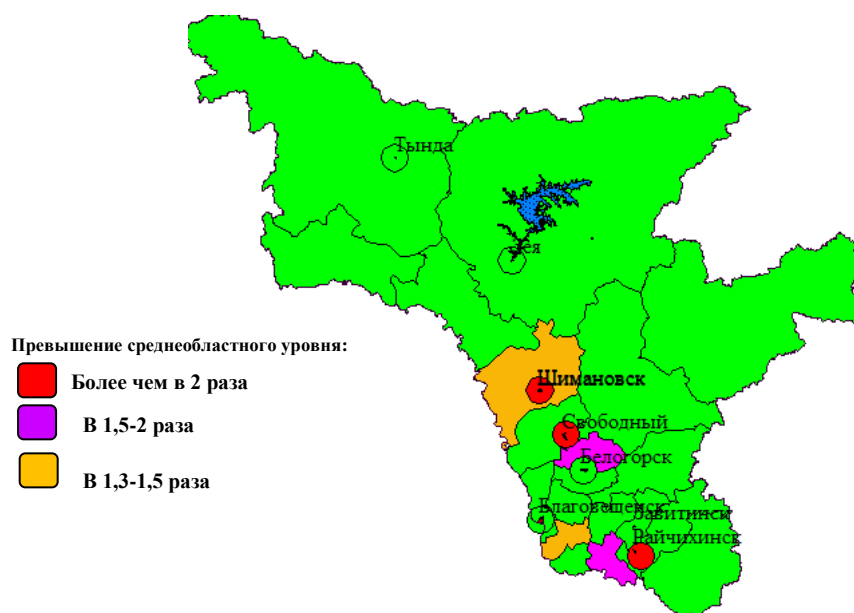 Тында
Зея
Превышение среднеобластного уровня:
Более чем в 2 раза
В 1,5-2 раза
В 1,3-1,5 раза
Шимановск
Свободный
Белогорск
Благовещенск
Завитинск
Райчихинск